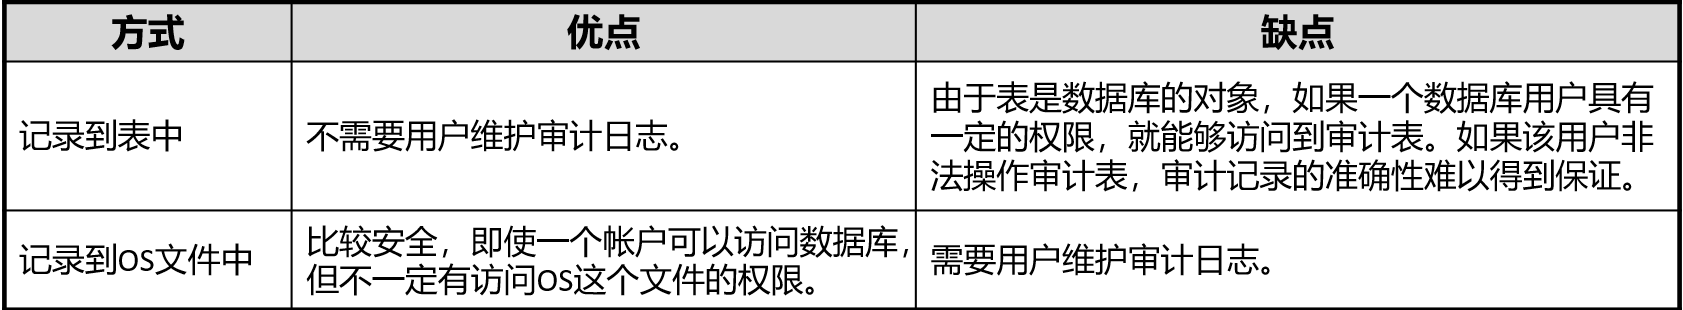 方式
优点
缺点
记录到表中
不需要用户维护审计日志。
由于表是数据库的对象，如果一个数据库用户具有
一定的权限，就能够访问到审计表。如果该用户非
法操作审计表，审计记录的准确性难以得到保证。
记录到OS文件中
比较安全，即使一个帐户可以访问数据库，
但不一定有访问OS这个文件的权限。
需要用户维护审计日志。